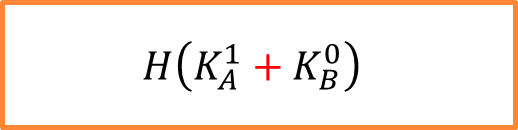 H(K_A^1 + K_B^0)